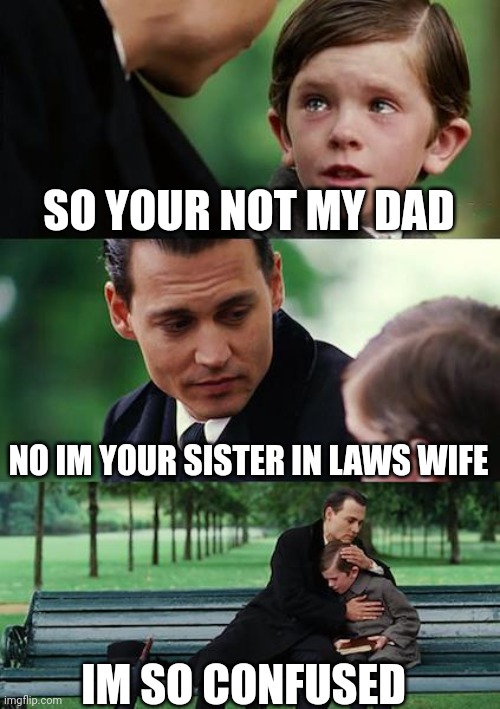 SO YOUR NOT MY DAD
NO IM YOUR SISTER IN LAWS WIFE
IM SO CONFUSED
imgflip.com